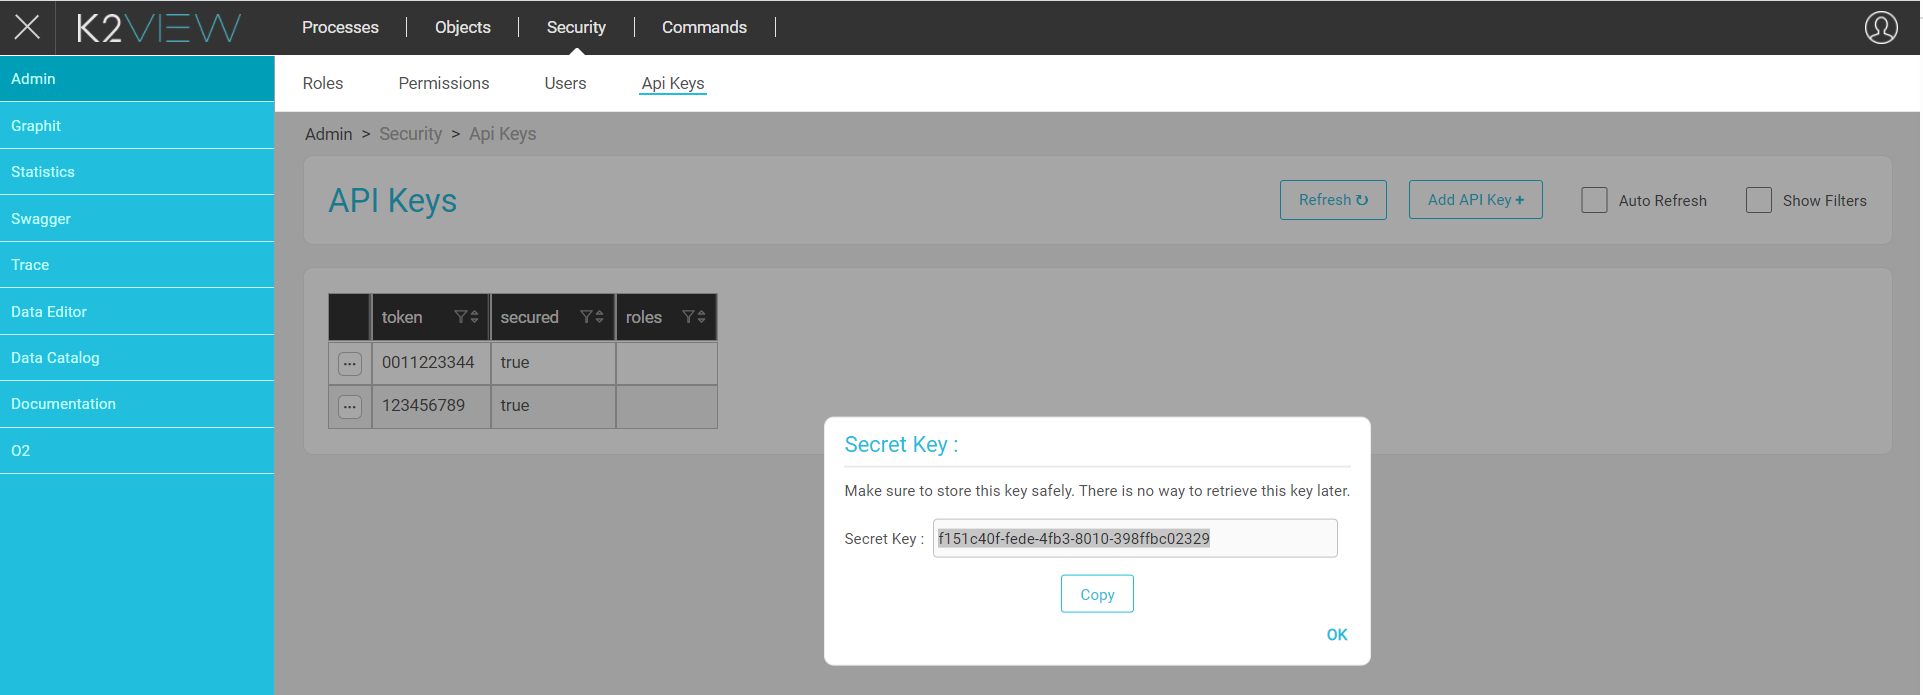 K2VIEW Processes Objects Security Commands
Admin
Graphit
Statistics
Swagger
Trace
Data Editor
Data Catalog
Documentation
O2
Roles Permissions Users Api Keys
Admin > Security > Api Keys
API Keys
Refresh ↻ Add API Key + Auto Refresh Show Filters
token secured roles
... 0011223344 true
... 123456789 true
Secret Key :
Make sure to store this key safely. There is no way to retrieve this key later.
Secret Key : f151c40f-fede-4fb3-8010-398ffbc02329
Copy
OK